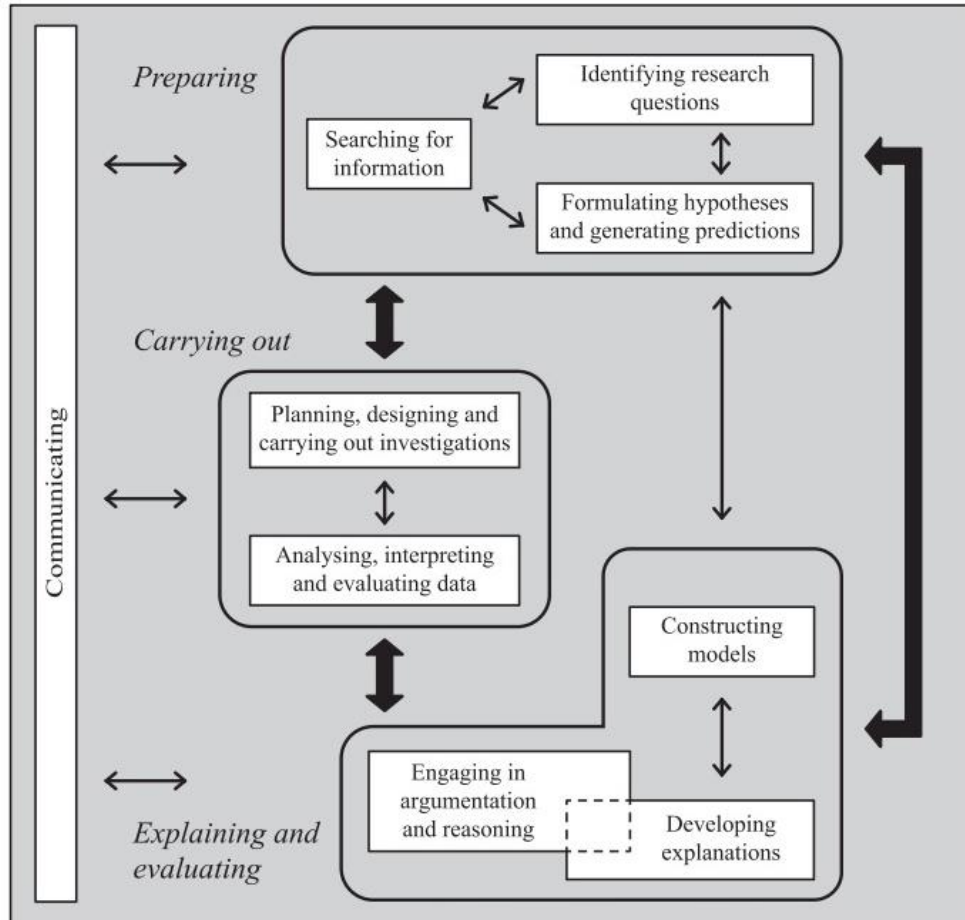 Communicating
Preparing
Searching for
information
Identifying research
questions
Formulating hypotheses
and generating predictions
Carrying out
Planning, designing and
carrying out investigations
Analysing, interpreting
and evaluating data
Explaining and
evaluating
Constructing
models
Engaging in
argumentation
and reasoning
Developing
explanations